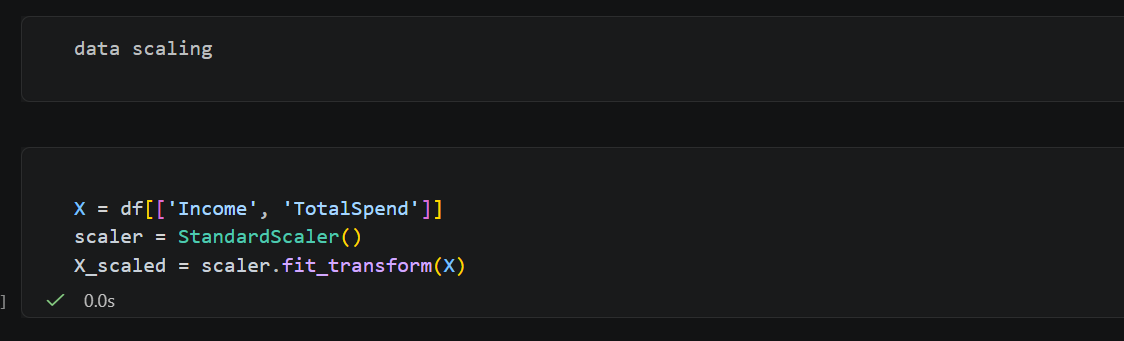 data scaling
X = df[['Income', 'TotalSpend']]
scaler = StandardScaler()
X_scaled = scaler.fit_transform(X)
] ✓ 0.0s